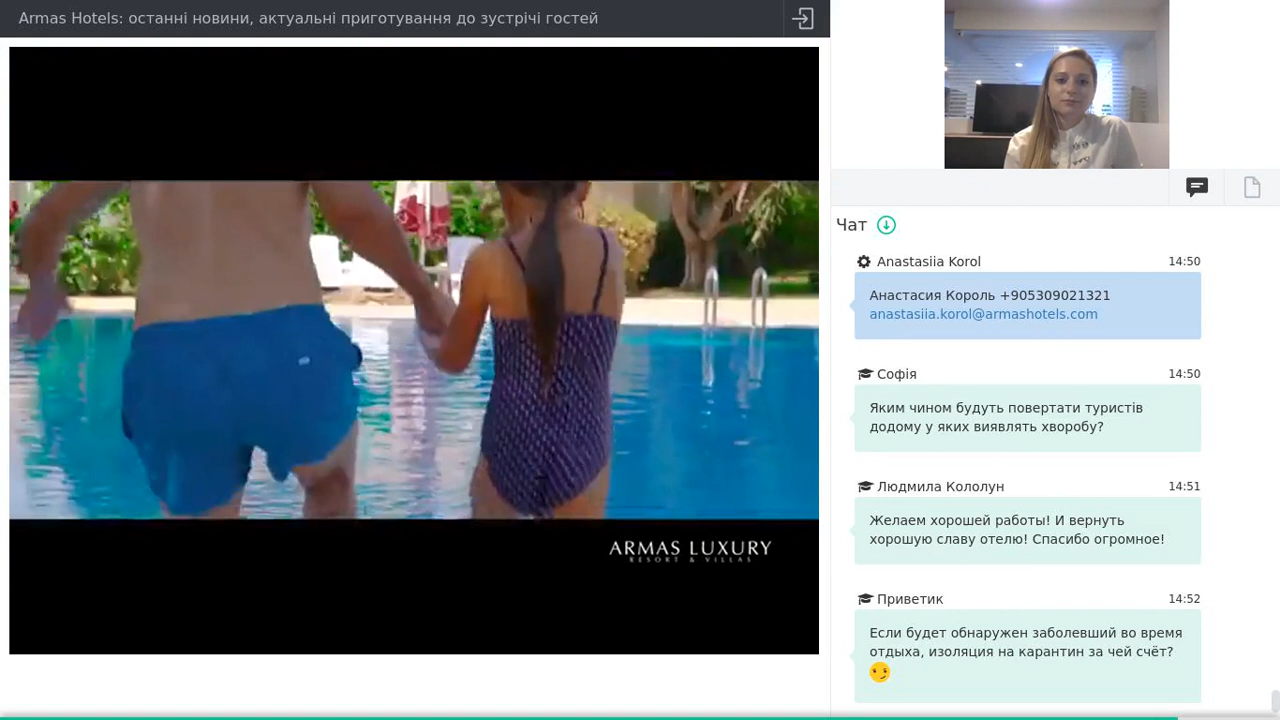 Armas Hotels: останні новини, актуальні приготування до зустрічі гостей
ARMAS LUXURY
RESORT & VILLAS
Чат
Anastasiia Korol 14:50
Анастасия Король +905309021321
anastasiia.korol@armashotels.com
Софія 14:50
Яким чином будуть повертати туристів
додому у яких виявлять хворобу?
Людмила Кололун 14:51
Желаем хорошей работы! И вернуть
хорошую славу отелю! Спасибо огромное!
Приветик 14:52
Если будет обнаружен заболевший во время
отдыха, изоляция на карантин за чей счёт?